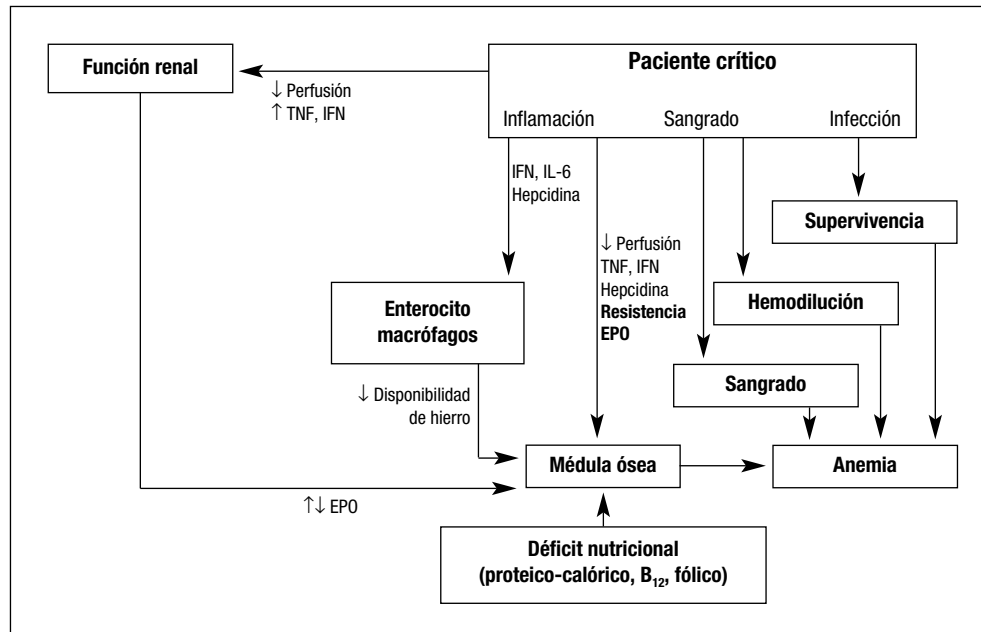 Función renal
Paciente crítico
↓ Perfusión
↑ TNF, IFN
Inflamación
Sangrado
Infección
IFN, IL-6
Hepcidina
Supervivencia
↓ Perfusión
TNF, IFN
Hepcidina
Resistencia
EPO
Hemodilución
Enterocito
macrófagos
Sangrado
↓ Disponibilidad
de hierro
Médula ósea
Anemia
↑↓ EPO
Déficit nutricional
(proteico-calórico, B₁₂, fólico)